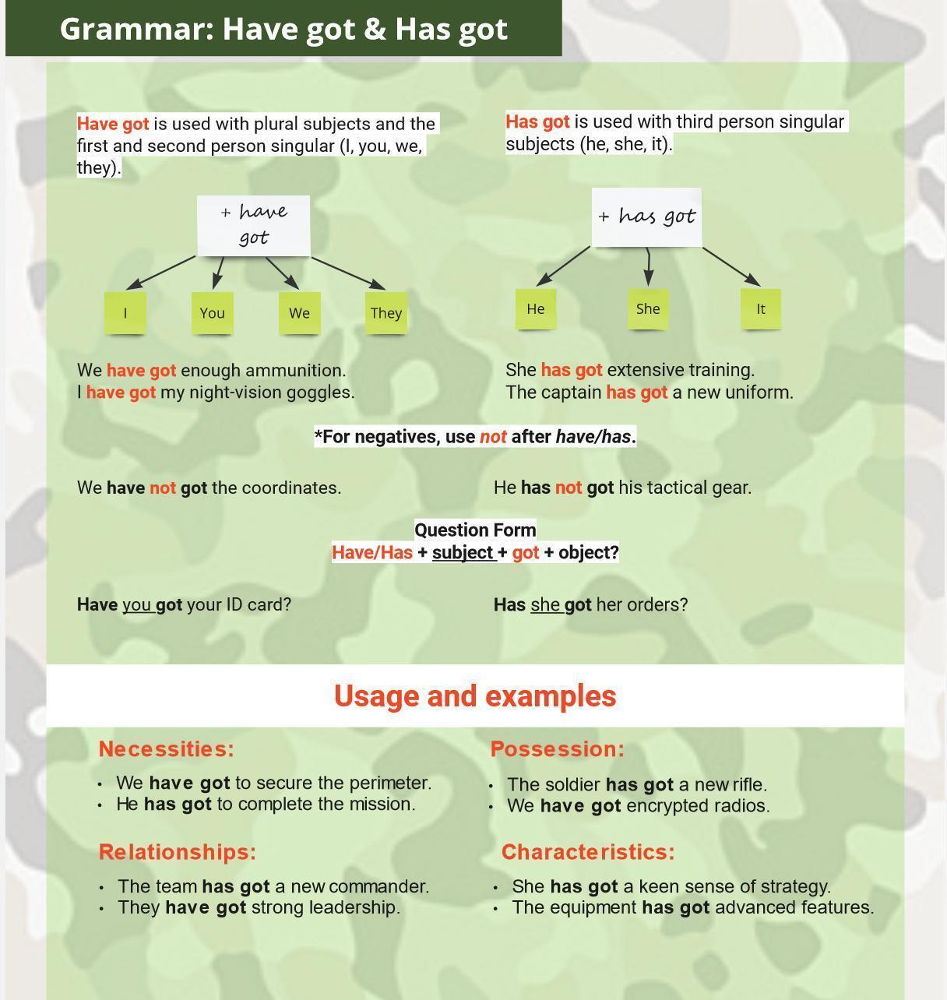 Grammar: Have got & Has got
Have got is used with plural subjects and the
first and second person singular (I, you, we,
they).
Has got is used with third person singular
subjects (he, she, it).
+ have
got
I
You
We
They
+ has got
He
She
It
We have got enough ammunition.
I have got my night-vision goggles.
She has got extensive training.
The captain has got a new uniform.
*For negatives, use not after have/has.
We have not got the coordinates.
He has not got his tactical gear.
Question Form
Have/Has + subject + got + object?
Have you got your ID card?
Has she got her orders?
Usage and examples
Necessities:
• We have got to secure the perimeter.
• He has got to complete the mission.
Possession:
• The soldier has got a new rifle.
• We have got encrypted radios.
Relationships:
• The team has got a new commander.
• They have got strong leadership.
Characteristics:
• She has got a keen sense of strategy.
• The equipment has got advanced features.